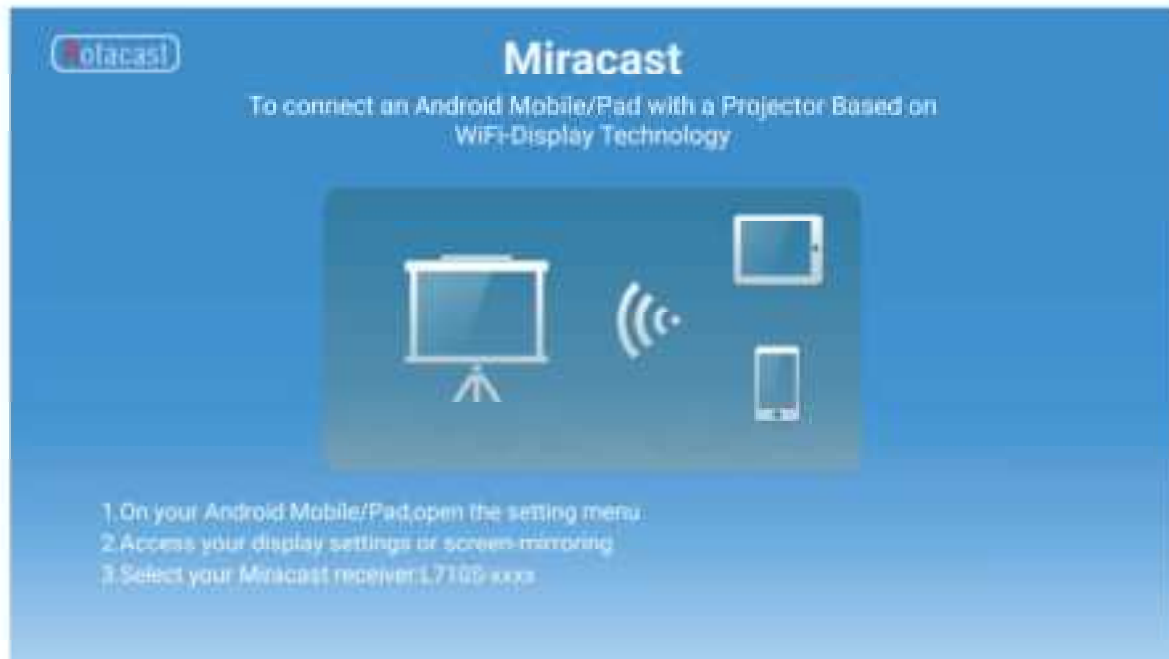 Rotacast
Miracast
To connect an Android Mobile/Pad with a Projector Based on
WiFi-Display Technology
1.On your Android Mobile/Pad,open the setting menu
2.Access your display settings or screen-mirroring
3.Select your Miracast receiver:L710S-xxxx